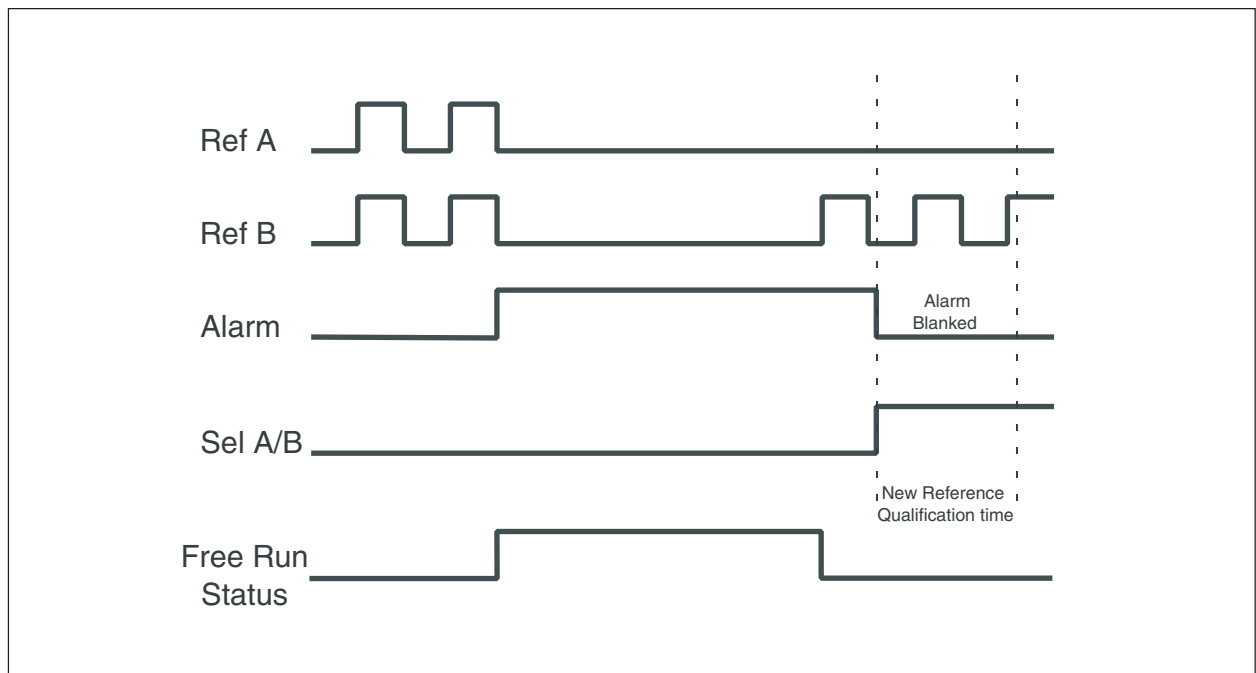 Ref A
Ref B
Alarm
Alarm
Blanked
Sel A/B
New Reference
Qualification time
Free Run
Status